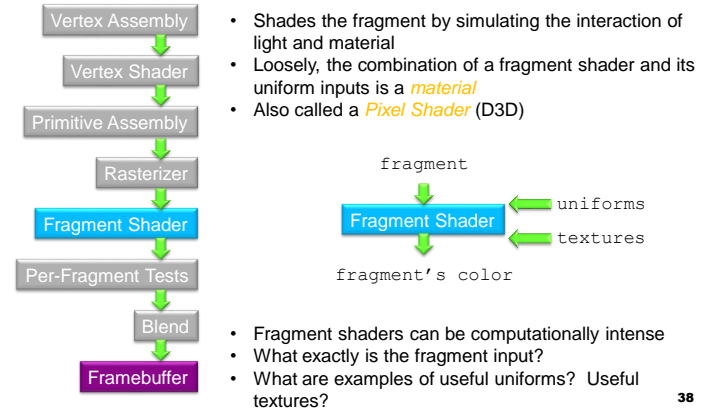 Vertex Assembly
Vertex Shader
Primitive Assembly
Rasterizer
Fragment Shader
Per-Fragment Tests
Blend
Framebuffer
• Shades the fragment by simulating the interaction of
light and material
• Loosely, the combination of a fragment shader and its
uniform inputs is a material
• Also called a Pixel Shader (D3D)
fragment
Fragment Shader
uniforms
textures
fragment’s color
• Fragment shaders can be computationally intense
• What exactly is the fragment input?
• What are examples of useful uniforms?  Useful
textures?
38